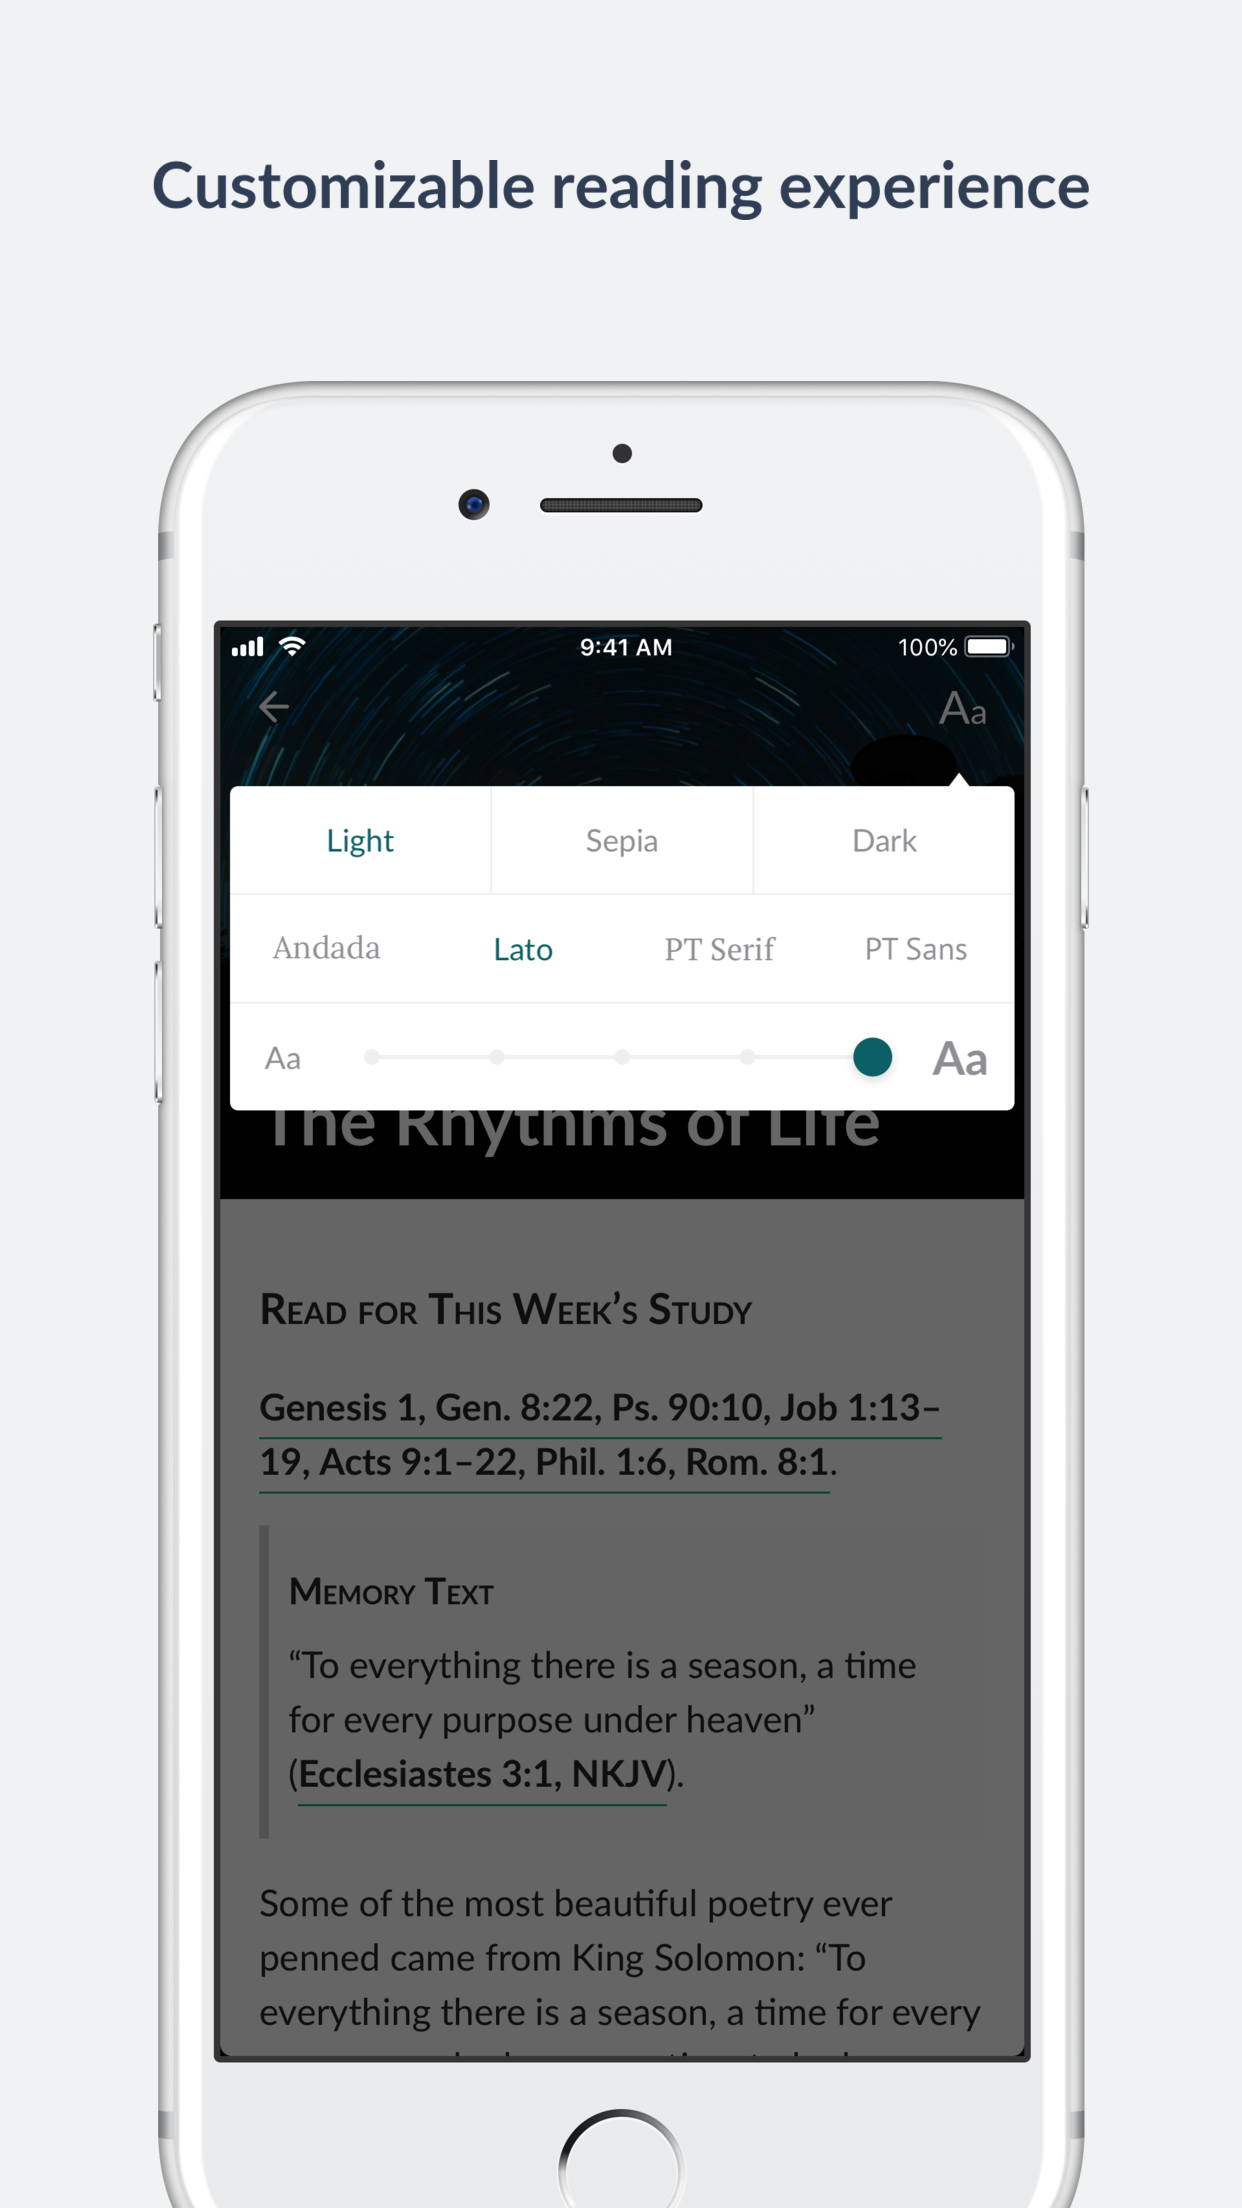 Customizable reading experience
9:41 AM 100%
Aa
Light Sepia Dark
Andada Lato PT Serif PT Sans
Aa Aa
The Rhythms of Life
Read for This Week’s Study
Genesis 1, Gen. 8:22, Ps. 90:10, Job 1:13–
19, Acts 9:1–22, Phil. 1:6, Rom. 8:1.
Memory Text
“To everything there is a season, a time
for every purpose under heaven”
(Ecclesiastes 3:1, NKJV).
Some of the most beautiful poetry ever
penned came from King Solomon: “To
everything there is a season, a time for every